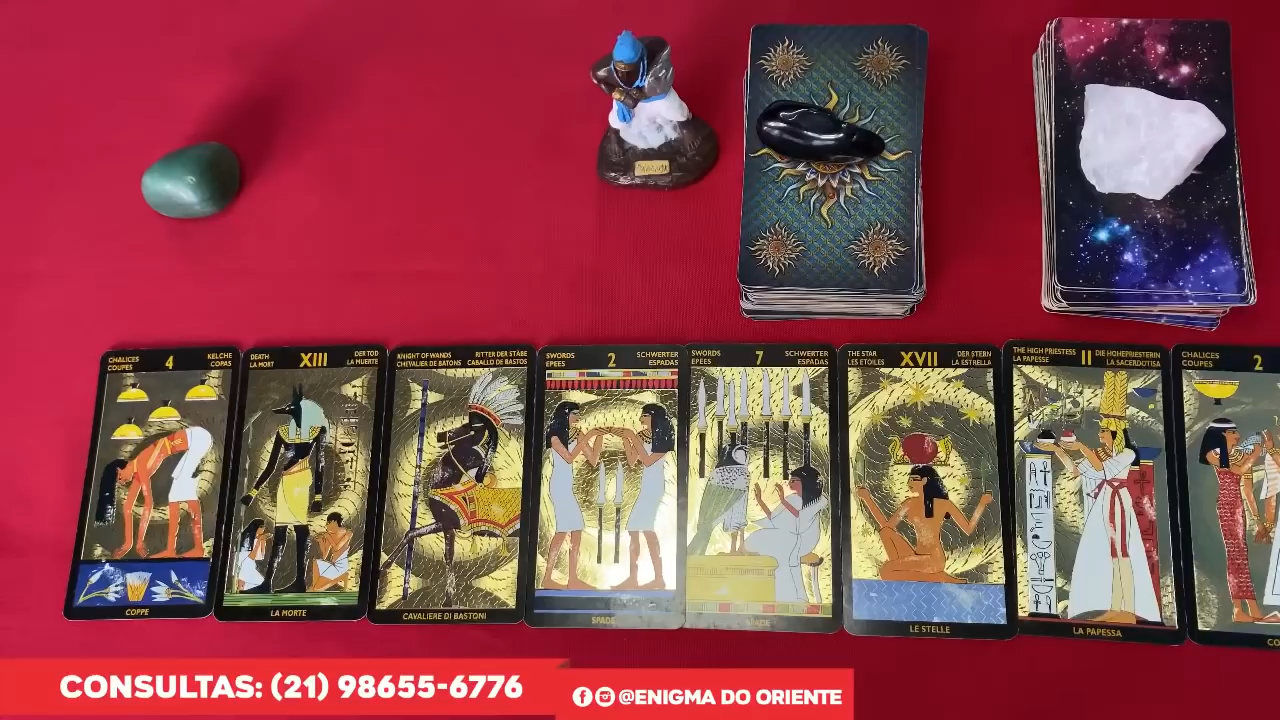 CHALICES
COUPES
4
KELCHE
COPAS
COPPE
DEATH
LA MORT
XIII
DER TOD
LA MUERTE
LA MORTE
KNIGHT OF WANDS
CHEVALIER DE BATONS
RITTER DER STÄBE
CABALLO DE BASTOS
CAVALIERE DI BASTONI
SWORDS
EPEES
2
SCHWERTER
ESPADAS
SPADE
SWORDS
EPEES
7
SCHWERTER
ESPADAS
SPADE
THE STAR
LES ETOILES
XVII
DER STERN
LA ESTRELLA
LE STELLE
THE HIGH PRIESTESS
LA PAPESSE
II
DIE HOHEPRIESTERIN
LA SACERDOTISA
LA PAPESSA
CHALICES
COUPES
2
CO
CONSULTAS: (21) 98655-6776
@ENIGMA DO ORIENTE